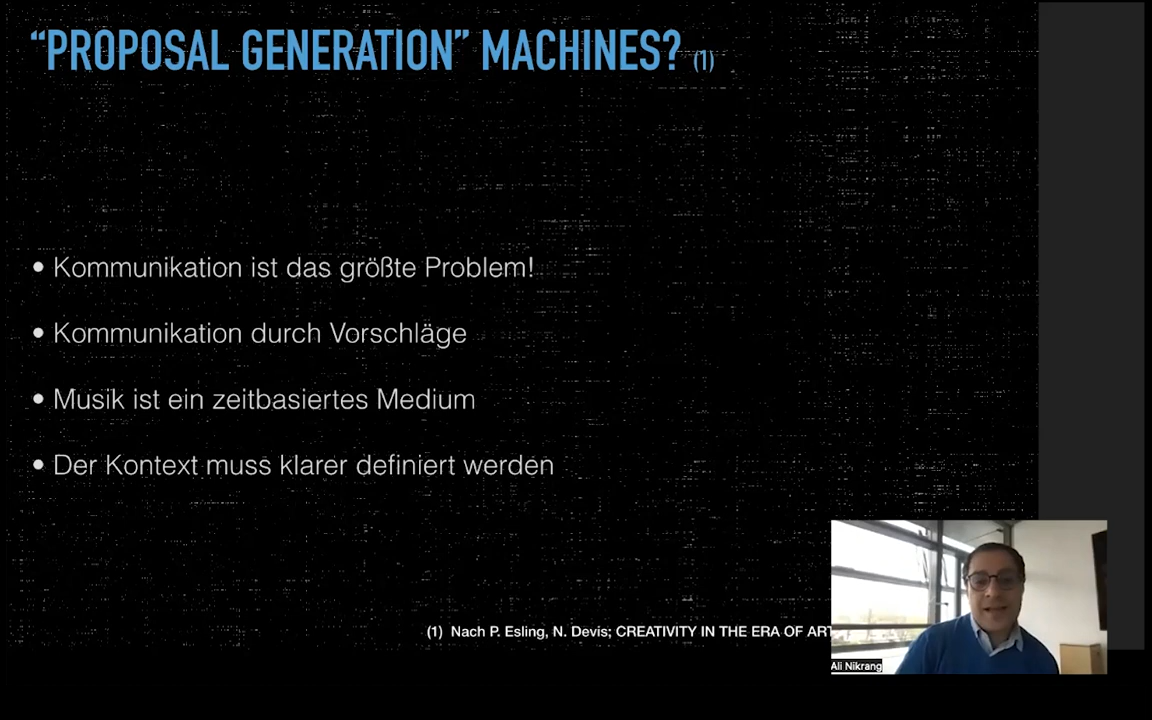 “PROPOSAL GENERATION” MACHINES? (1)
• Kommunikation ist das größte Problem!
• Kommunikation durch Vorschläge
• Musik ist ein zeitbasiertes Medium
• Der Kontext muss klarer definiert werden
(1) Nach P. Esling, N. Devis; CREATIVITY IN THE ERA OF ART
Ali Nikrang